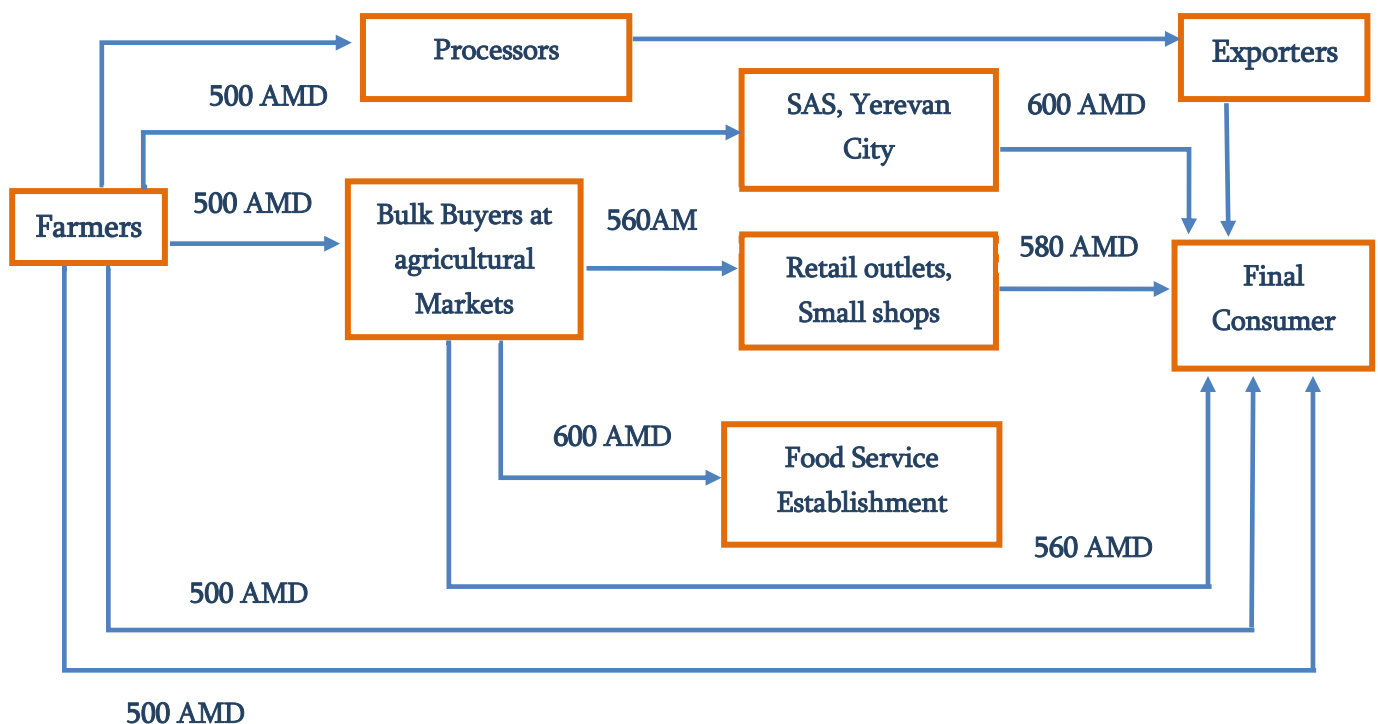 Processors
Exporters
500 AMD
SAS, Yerevan
City
600 AMD
Farmers
500 AMD
Bulk Buyers at
agricultural
Markets
560AM
Retail outlets,
Small shops
580 AMD
Final
Consumer
600 AMD
Food Service
Establishment
560 AMD
500 AMD
500 AMD